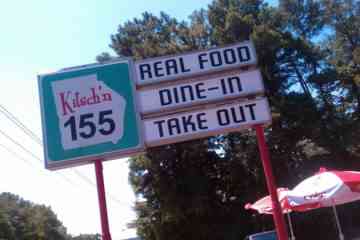 Kitsch'n
155
REAL FOOD
DINE-IN
TAKE OUT